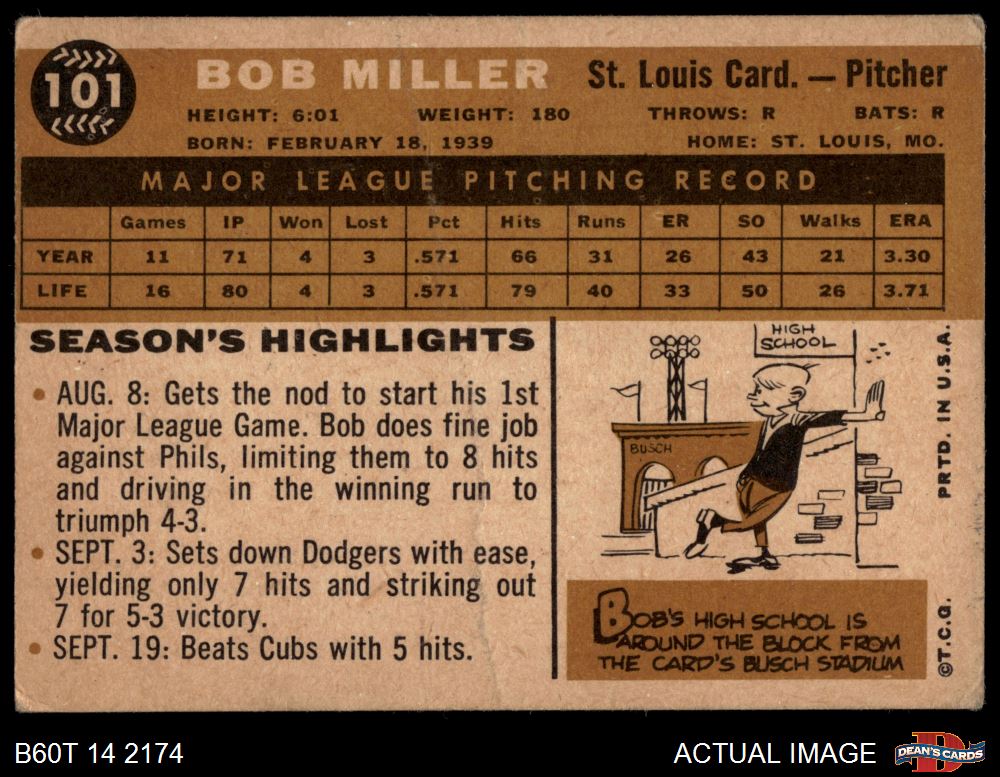 101
BOB MILLER St. Louis Card. — Pitcher
HEIGHT: 6:01 WEIGHT: 180 THROWS: R BATS: R
BORN: FEBRUARY 18, 1939 HOME: ST. LOUIS, MO.
MAJOR LEAGUE PITCHING RECORD
Games IP Won Lost Pct Hits Runs ER SO Walks ERA
YEAR 11 71 4 3 .571 66 31 26 43 21 3.30
LIFE 16 80 4 3 .571 79 40 33 50 26 3.71
SEASON'S HIGHLIGHTS
• AUG. 8: Gets the nod to start his 1st
Major League Game. Bob does fine job
against Phils, limiting them to 8 hits
and driving in the winning run to
triumph 4-3.
• SEPT. 3: Sets down Dodgers with ease,
yielding only 7 hits and striking out
7 for 5-3 victory.
• SEPT. 19: Beats Cubs with 5 hits.
HIGH
SCHOOL
BUSCH
BOB'S HIGH SCHOOL IS
AROUND THE BLOCK FROM
THE CARD'S BUSCH STADIUM
©T.C.G. PRTD. IN U.S.A.
B60T 14 2174
ACTUAL IMAGE
DEAN'S CARDS